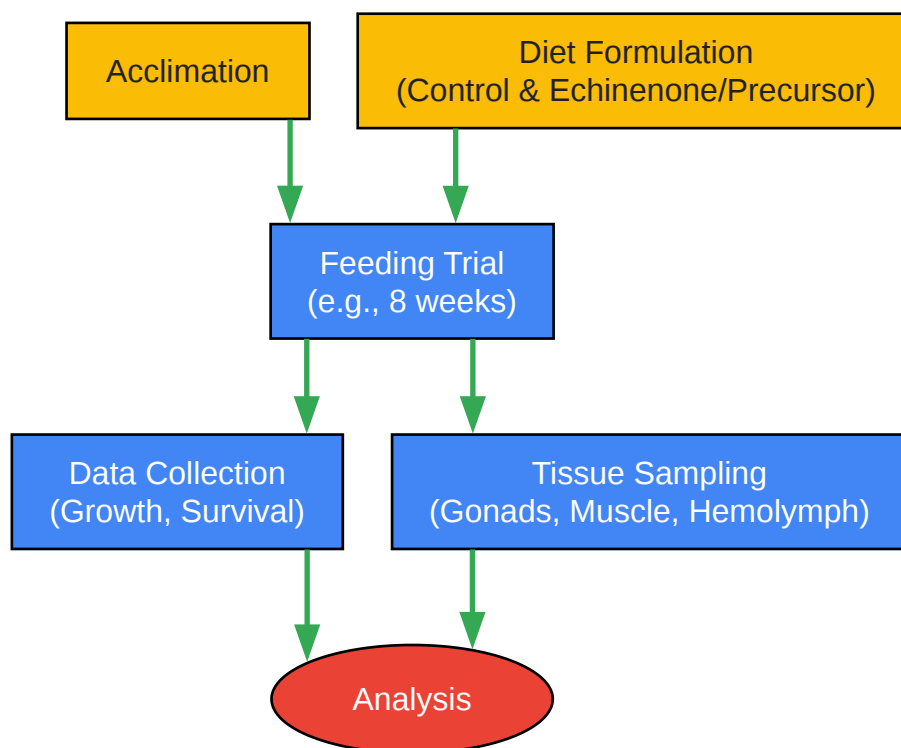 Acclimation
Diet Formulation
(Control & Echinenone/Precursor)
Feeding Trial
(e.g., 8 weeks)
Data Collection
(Growth, Survival)
Tissue Sampling
(Gonads, Muscle, Hemolymph)
Analysis